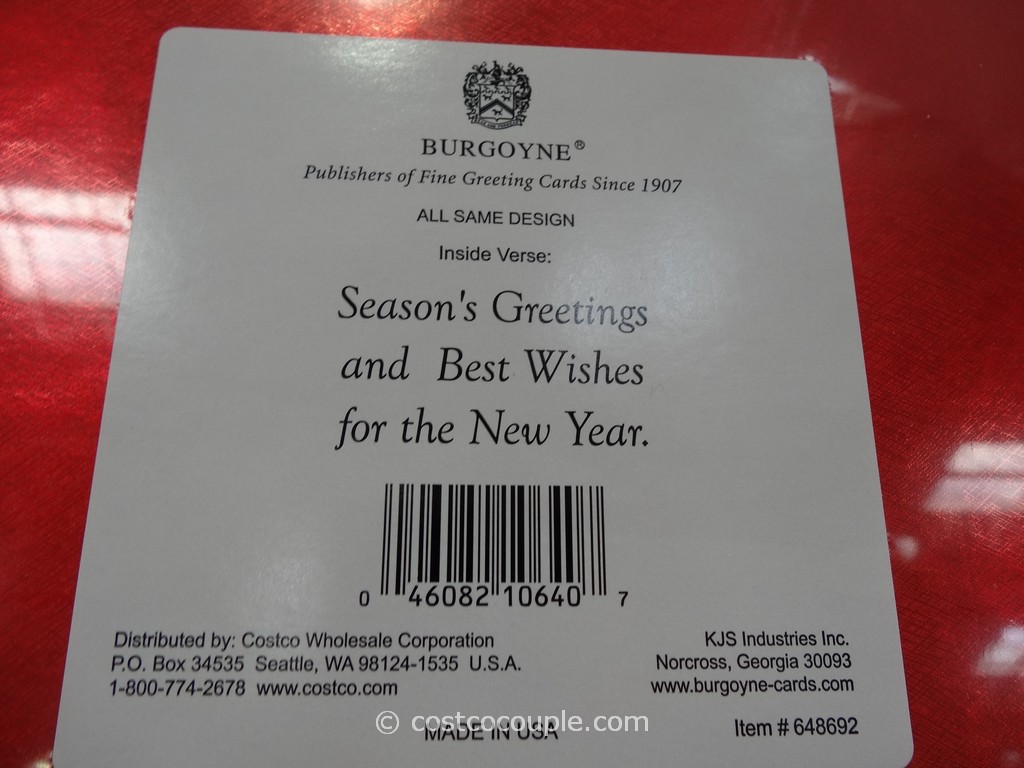 BURGOYNE®
Publishers of Fine Greeting Cards Since 1907
ALL SAME DESIGN
Inside Verse:
Season's Greetings
and Best Wishes
for the New Year.
0 46082 10640 7
Distributed by: Costco Wholesale Corporation
P.O. Box 34535 Seattle, WA 98124-1535 U.S.A.
1-800-774-2678 www.costco.com
KJS Industries Inc.
Norcross, Georgia 30093
www.burgoyne-cards.com
© costcocouple.com
MADE IN USA
Item # 648692